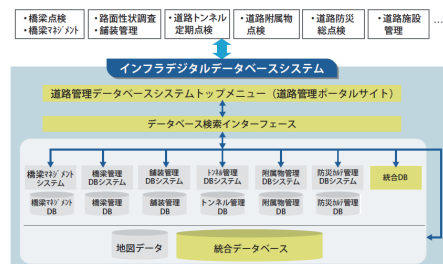 ・橋梁点検
・橋梁ﾏﾈｼﾞﾒﾝﾄ
・路面性状調査
・舗装管理
・道路トンネル
定期点検
・道路附属物
点検
・道路防災
総点検
・道路施設
管理
…
インフラデジタルデータベースシステム
道路管理データベースシステムトップメニュー（道路管理ポータルサイト）
データベース検索インターフェース
橋梁ﾏﾈｼﾞﾒﾝﾄ
システム
橋梁管理
DBシステム
舗装管理
DBシステム
ﾄﾝﾈﾙ管理
DBシステム
附属物管理
DBシステム
防災ｶﾙﾃ管理
DBシステム
統合DB
橋梁ﾏﾈｼﾞﾒﾝﾄ
DB
橋梁管理
DB
舗装管理
DB
トンネル管理
DB
附属物管理
DB
防災ｶﾙﾃ管理
DB
地図データ
統合データベース